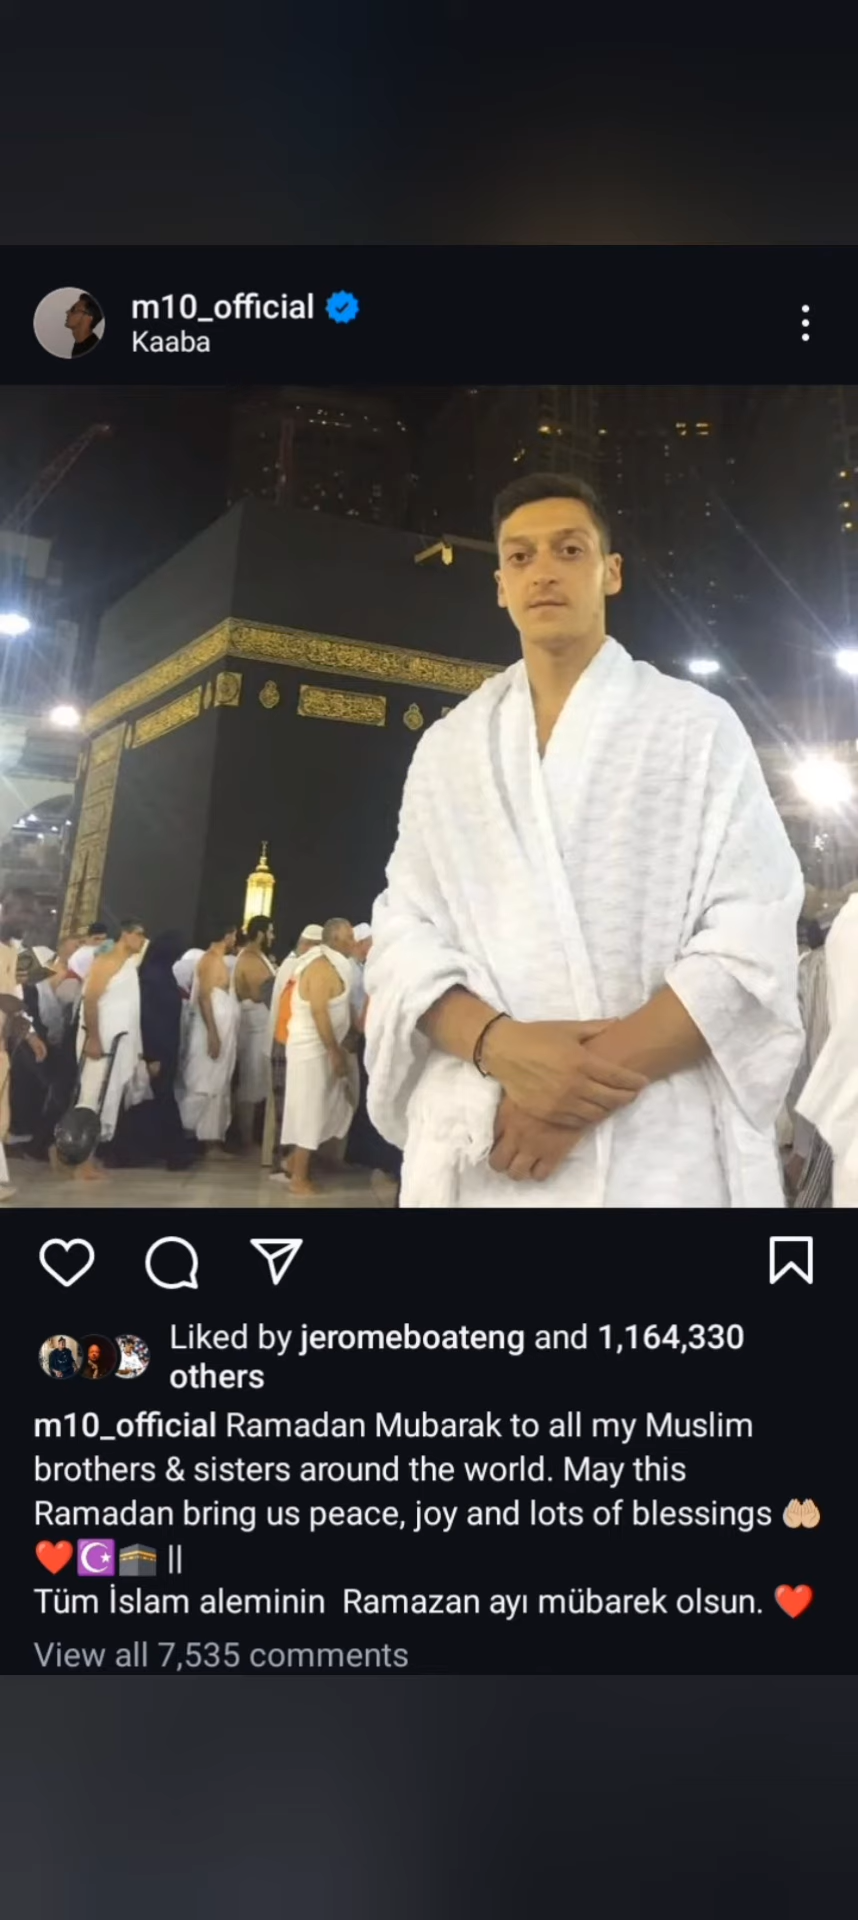 m10_official
Kaaba
Liked by jeromeboateng and 1,164,330
others
m10_official Ramadan Mubarak to all my Muslim
brothers & sisters around the world. May this
Ramadan bring us peace, joy and lots of blessings 🤲🏼
❤️☪️🕋 ||
Tüm İslam aleminin  Ramazan ayı mübarek olsun. ❤️
View all 7,535 comments